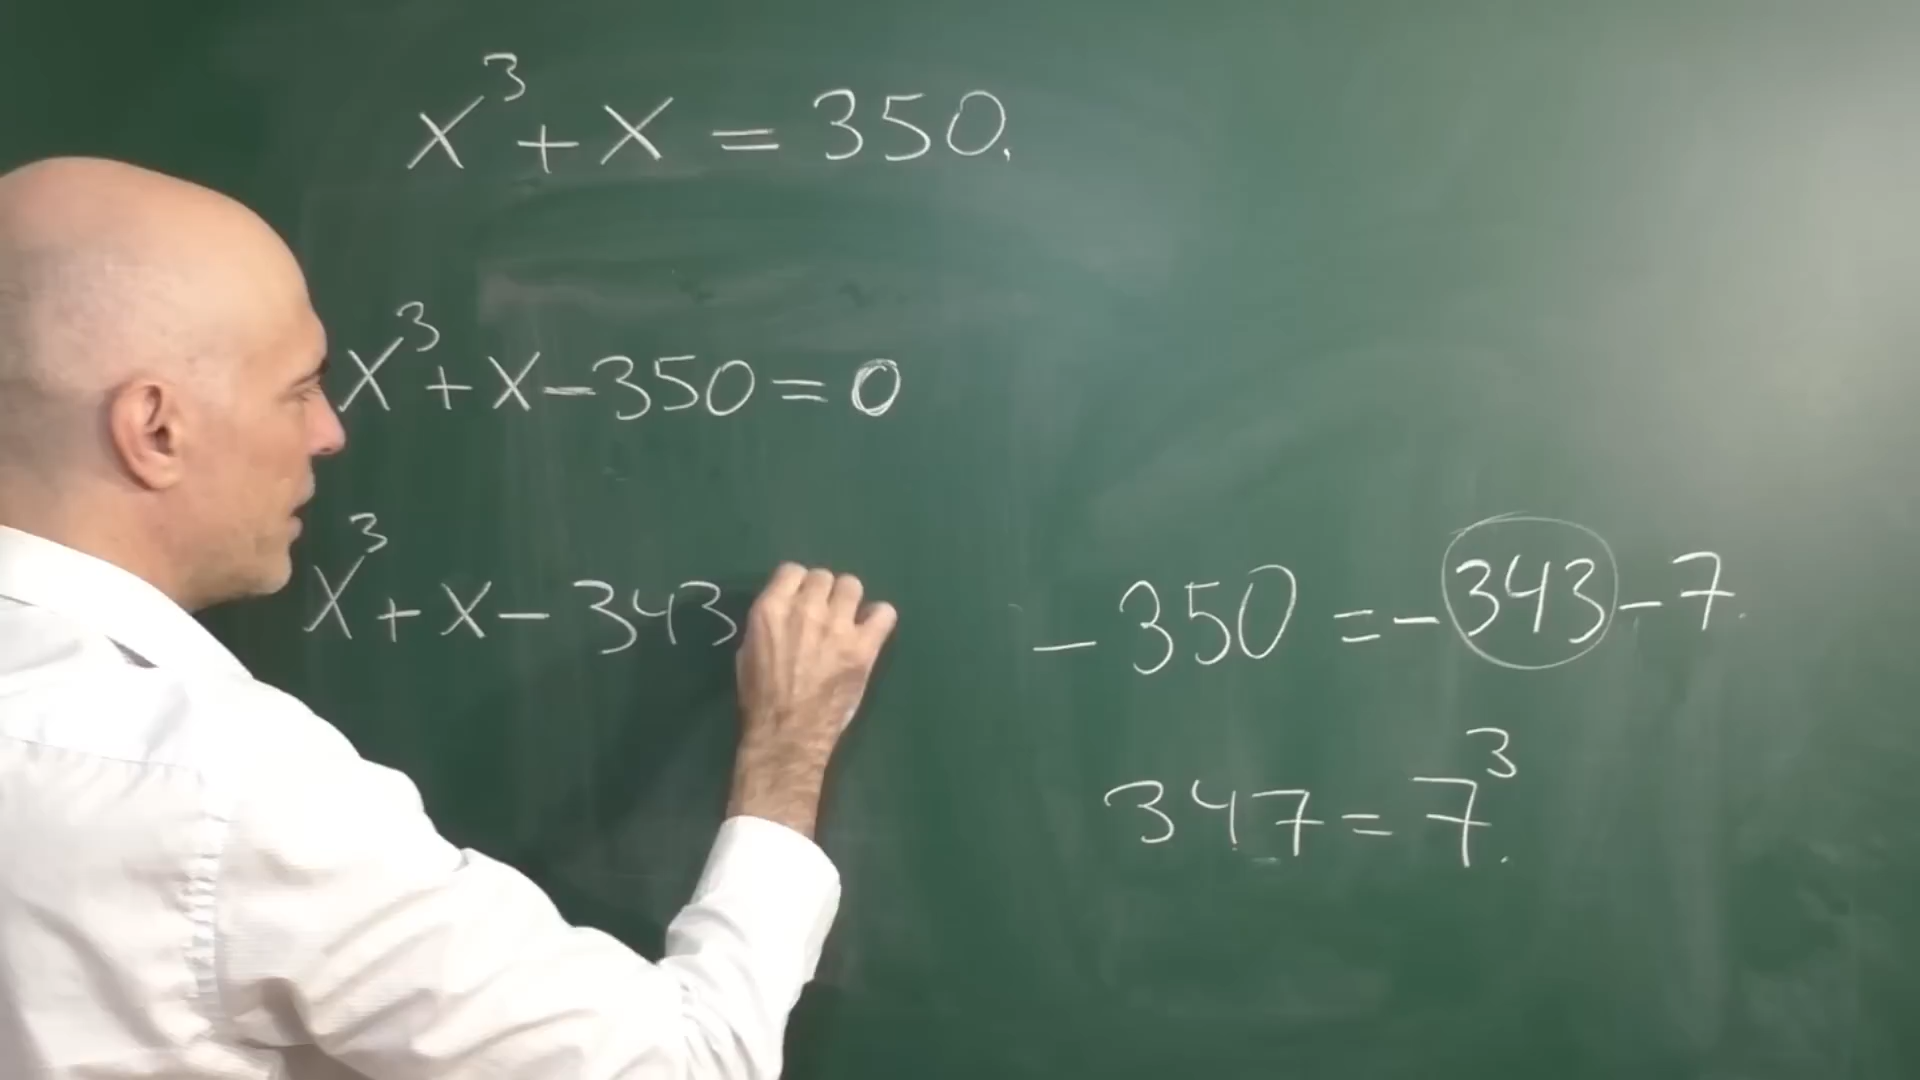 x³ + x = 350.
x³ + x - 350 = 0
x³ + x - 343
- 350 = - 343 - 7.
347 = 7³.